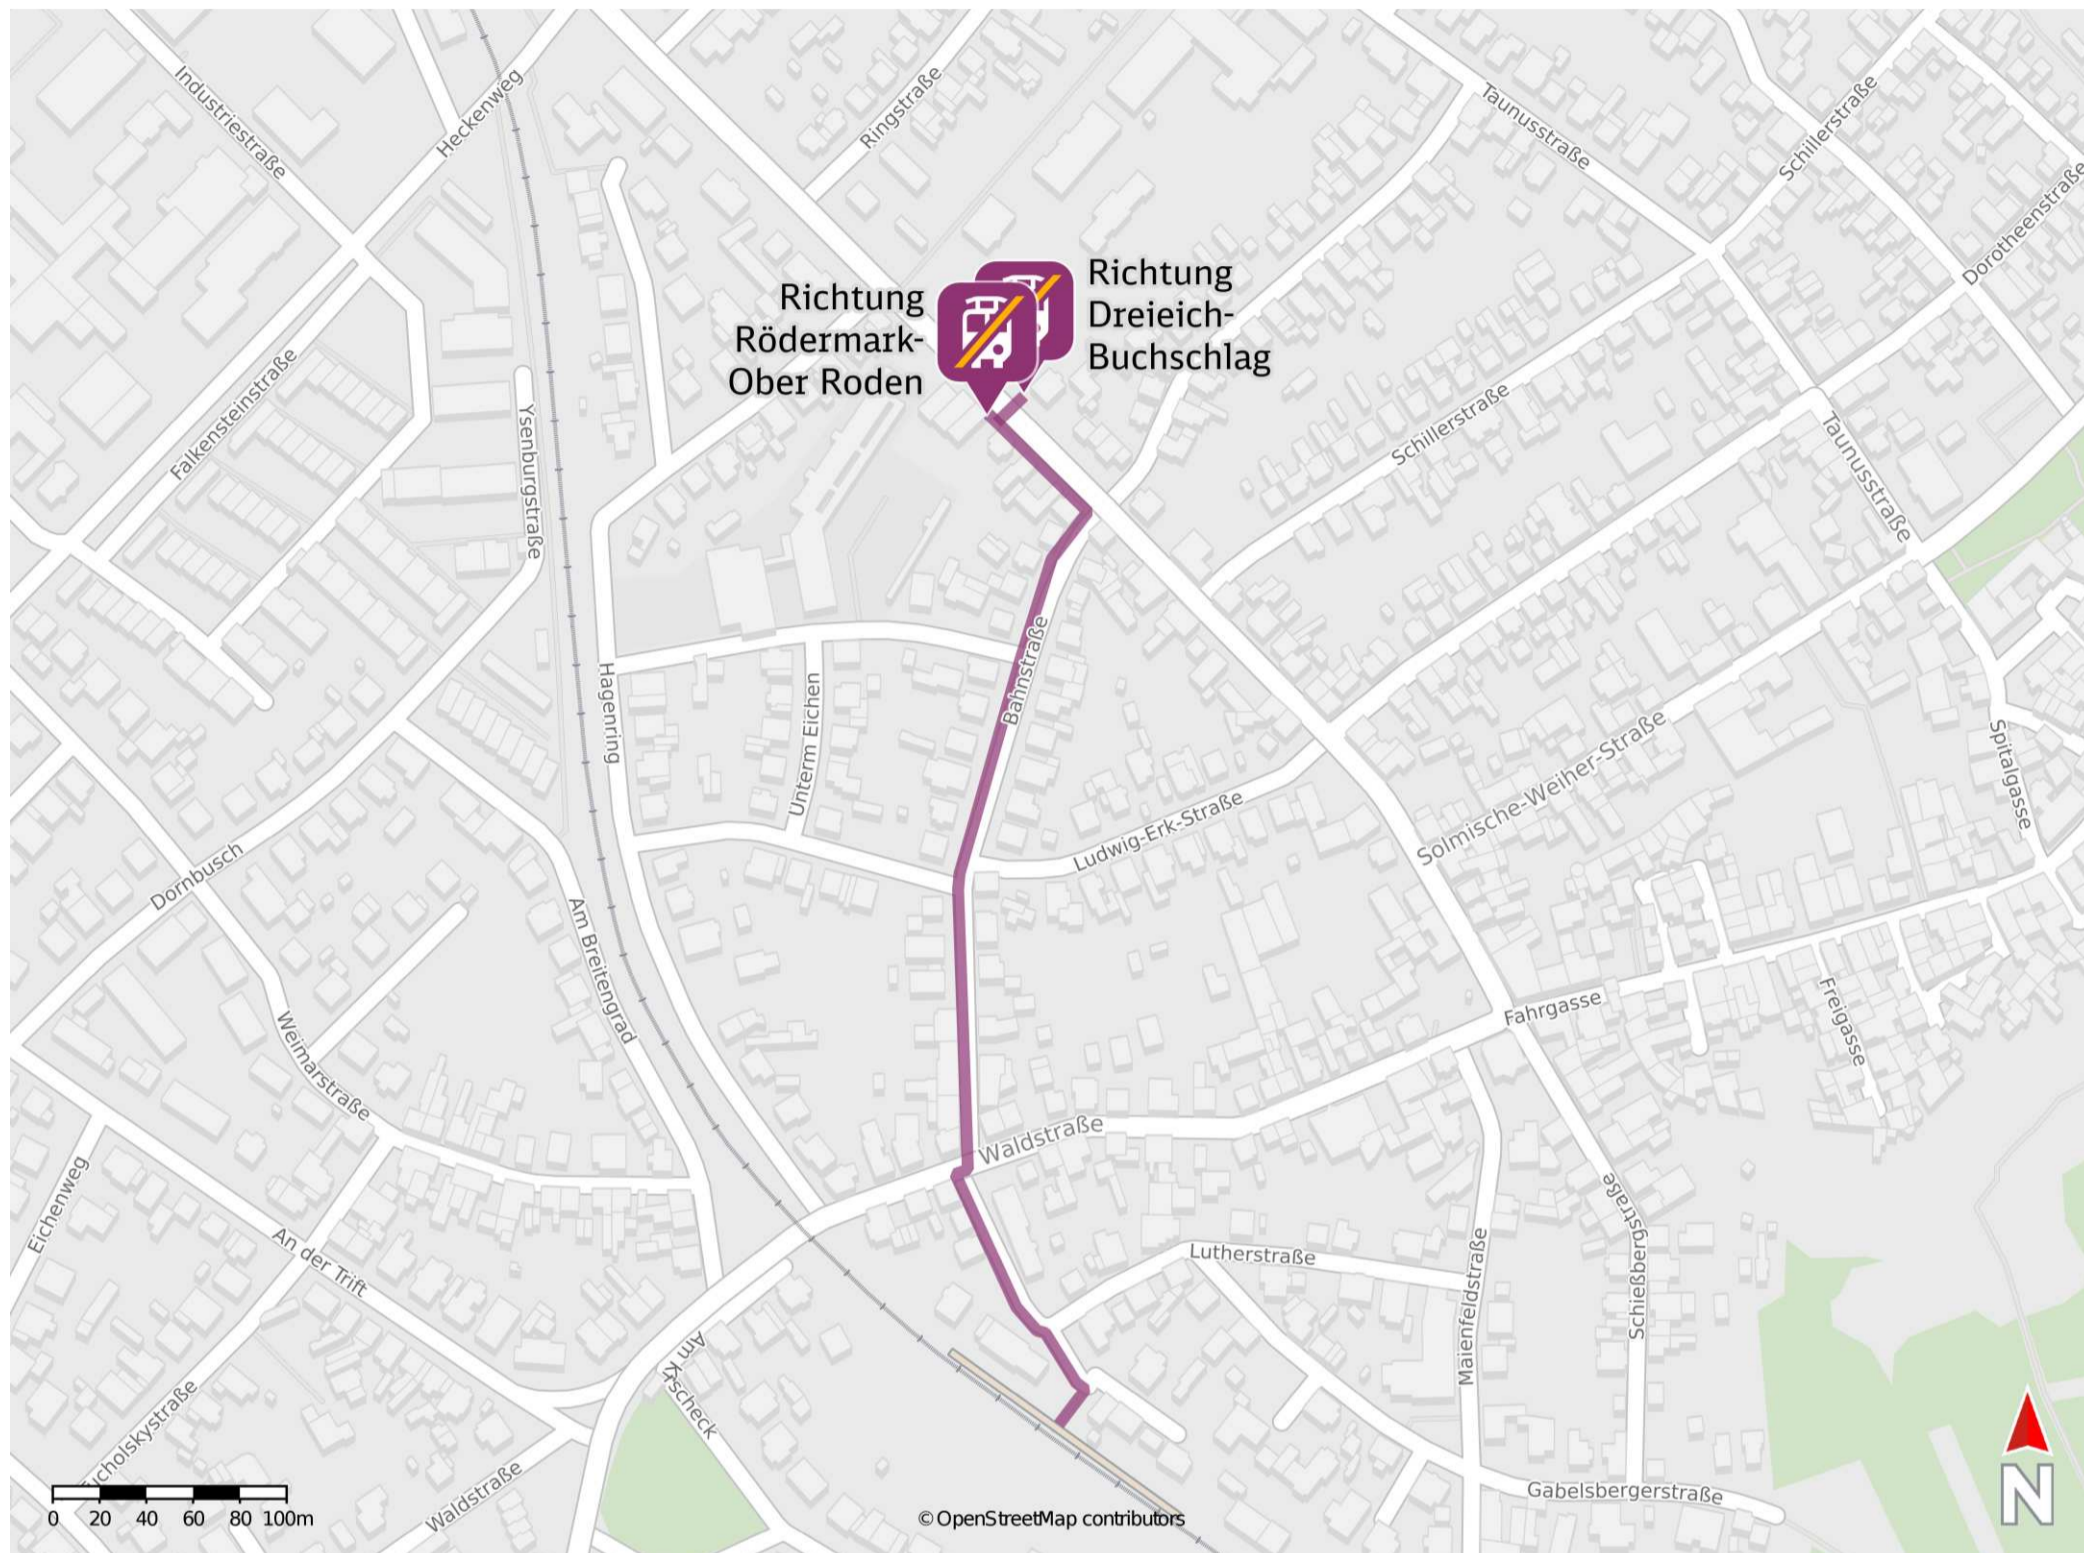 Industriestraße
Heckenweg
Ringstraße
Taunusstraße
Schillerstraße
Dorotheenstraße
Richtung
Rödermark-
Ober Roden
Richtung
Dreieich-
Buchschlag
Falkensteinstraße
Ysenburgstraße
Schillerstraße
Taunusstraße
Hagenring
Unterm Eichen
Bahnstraße
Ludwig-Erk-Straße
Solmische-Weiher-Straße
Spitalgasse
Dornbusch
Am Breitengrad
Weimarstraße
Fahrgasse
Freigasse
Waldstraße
Eichenweg
An der Trift
Lutherstraße
Maienfeldstraße
Schießbergstraße
Am Kirscheck
ucholskystraße
Waldstraße
Gabelsbergerstraße
0 20 40 60 80 100m
© OpenStreetMap contributors
N